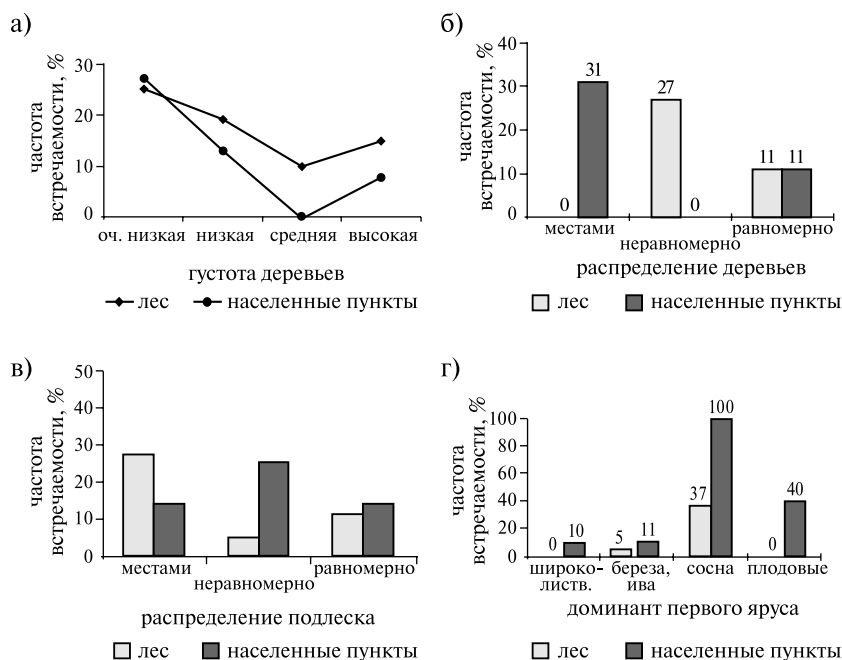 а)
частота
встречаемости, %
30
20
10
0
оч. низкая низкая средняя высокая
густота деревьев
лес населенные пункты
б)
частота
встречаемости, %
40
30
20
10
0
0 31 27 0 11 11
местами неравномерно равномерно
распределение деревьев
лес населенные пункты
в)
частота
встречаемости, %
50
40
30
20
10
0
местами неравномерно равномерно
распределение подлеска
лес населенные пункты
г)
частота
встречаемости, %
100
80
60
40
20
0
0 10 5 11 37 100 0 40
широко- береза, сосна плодовые
листв. ива
доминант первого яруса
лес населенные пункты